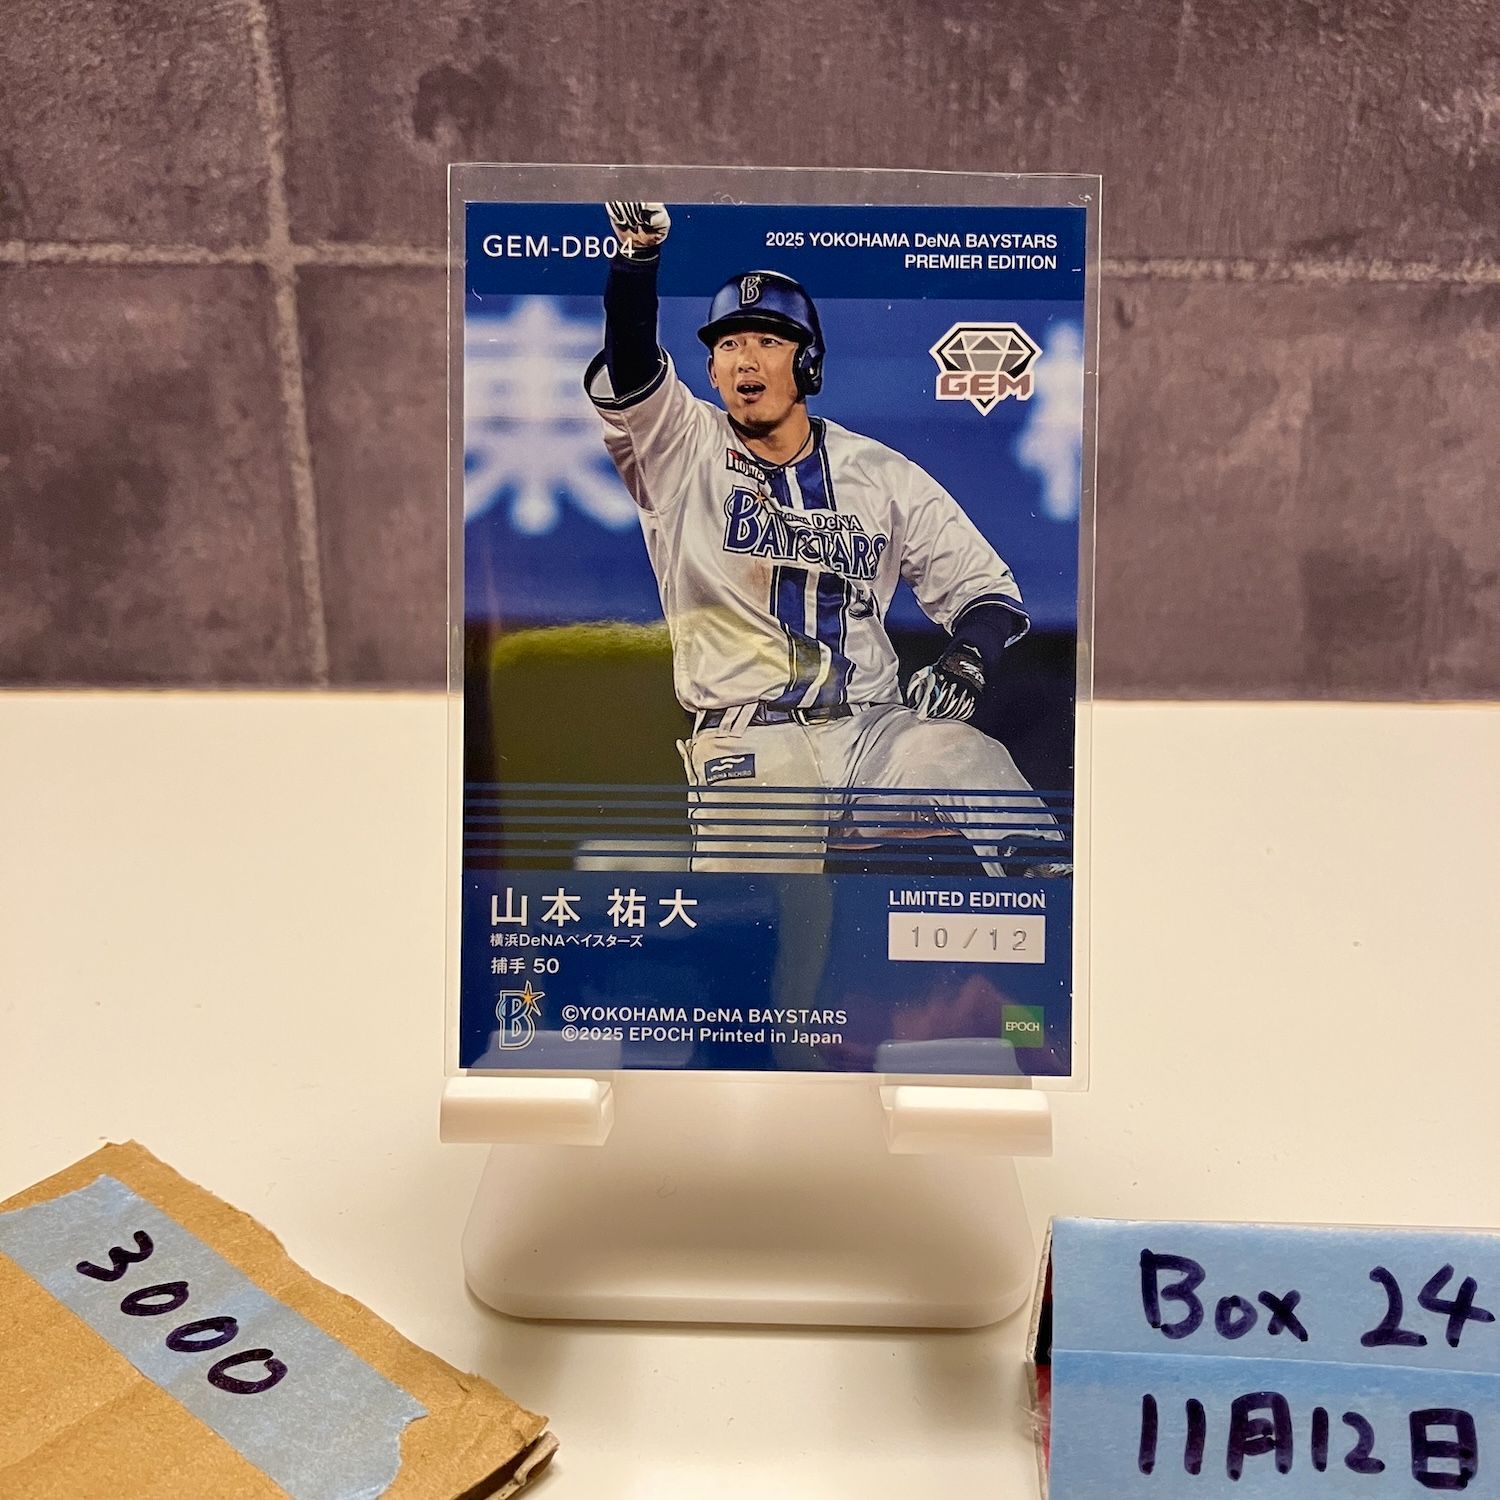 GEM-DB04
2025 YOKOHAMA DeNA BAYSTARS
PREMIER EDITION
GEM
B
nojima
DeNA
BAYSTARS
山本 祐大
横浜DeNAベイスターズ
捕手 50
LIMITED EDITION
10/12
B
©YOKOHAMA DeNA BAYSTARS
©2025 EPOCH Printed in Japan
EPOCH
3000
Box 24
11月12日